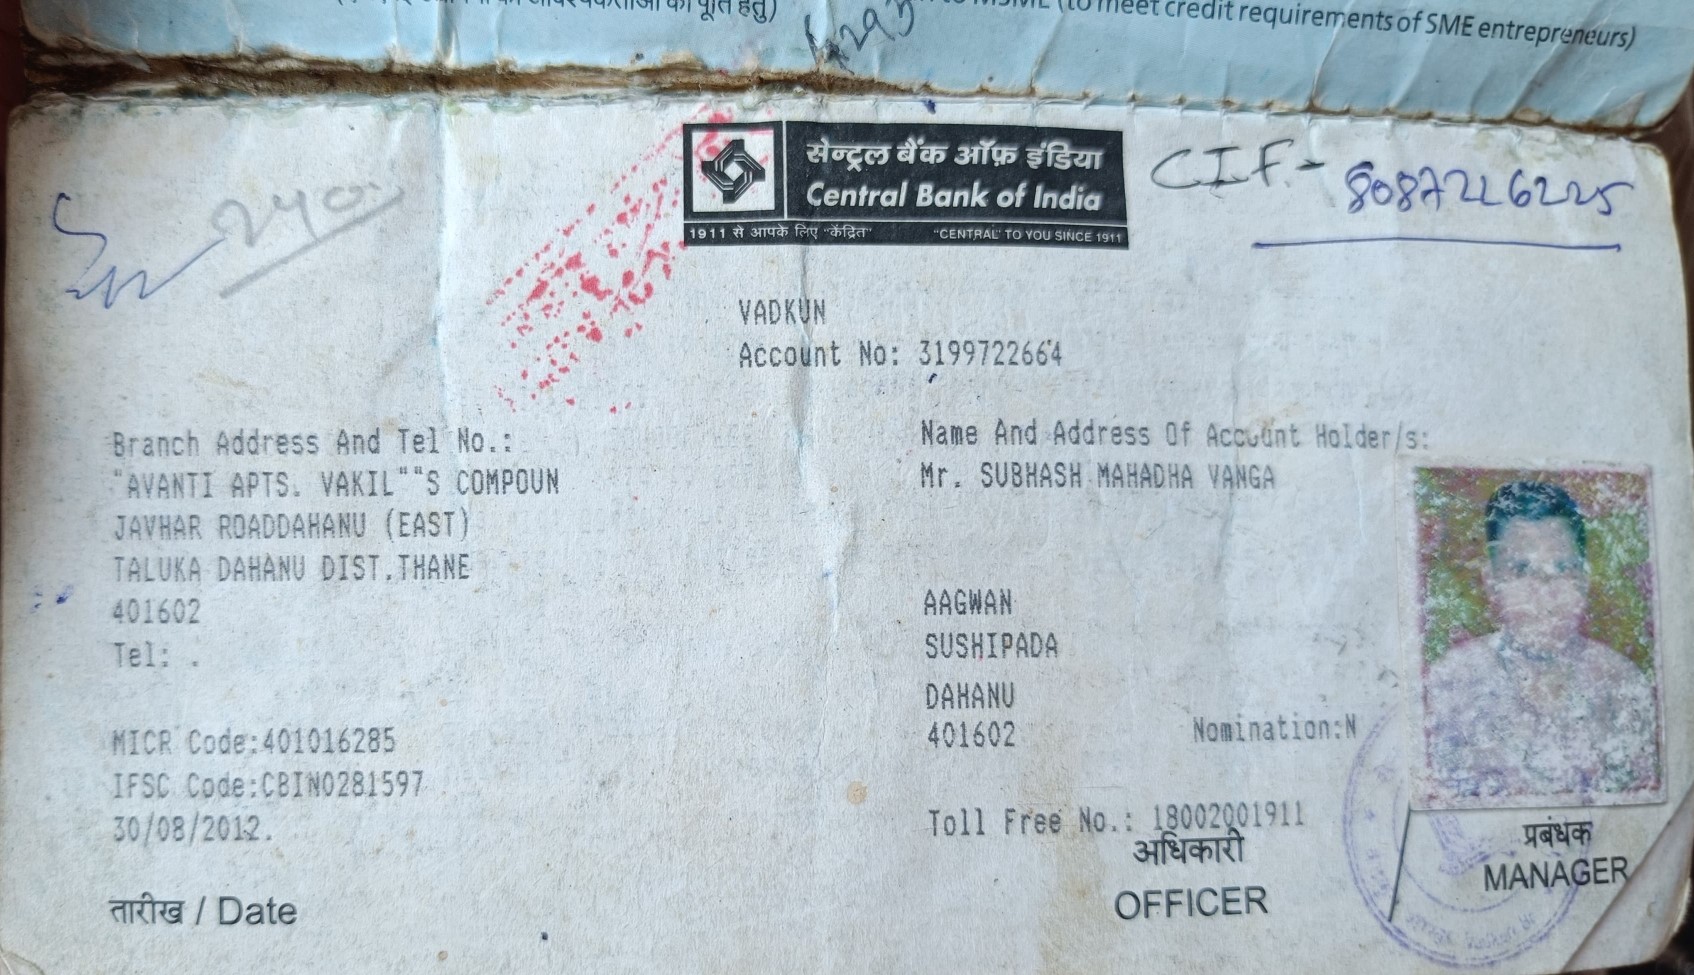 to meet credit requirements of SME entrepreneurs)
4295
सेन्ट्रल बैंक ऑफ़ इंडिया
Central Bank of India
1911 से आपके लिए "केंद्रित" "CENTRAL" TO YOU SINCE 1911
CIF- 8087226225
240
VADKUN
Account No: 3199722664
Branch Address And Tel No.:
"AVANTI APTS. VAKIL""S COMPOUN
JAVHAR ROADDAHANU (EAST)
TALUKA DAHANU DIST.THANE
401602
Tel: .
MICR Code:401016285
IFSC Code:CBIN0281597
30/08/2012.
तारीख / Date
Name And Address Of Account Holder/s:
Mr. SUBHASH MAHADHA VANGA
AAGWAN
SUSHIPADA
DAHANU
401602 Nomination:N
Toll Free No.: 18002001911
अधिकारी
OFFICER
प्रबंधक
MANAGER